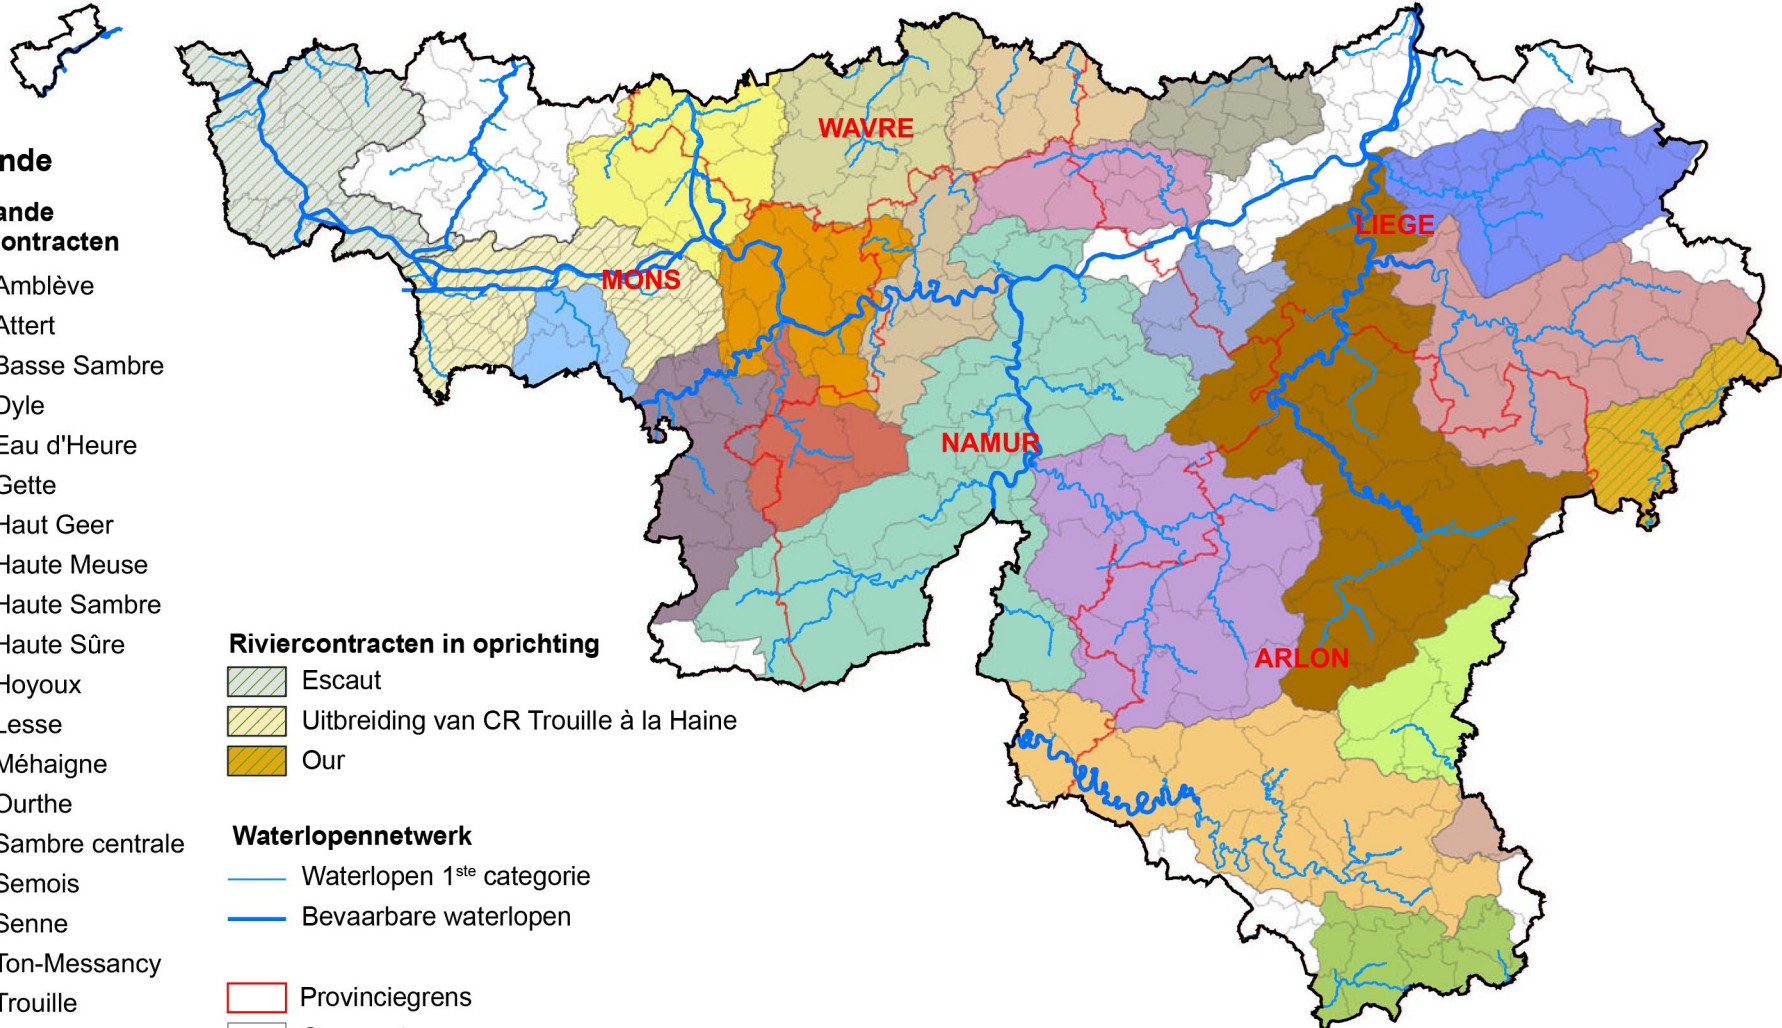 nde
ande
ontracten
Amblève
Attert
Basse Sambre
Dyle
Eau d'Heure
Gette
Haut Geer
Haute Meuse
Haute Sambre
Haute Sûre
Hoyoux
Lesse
Méhaigne
Ourthe
Sambre centrale
Semois
Senne
Ton-Messancy
Trouille
Riviercontracten in oprichting
Escaut
Uitbreiding van CR Trouille à la Haine
Our
Waterlopennetwerk
Waterlopen 1ste categorie
Bevaarbare waterlopen
Provinciegrens
WAVRE
LIEGE
MONS
NAMUR
ARLON